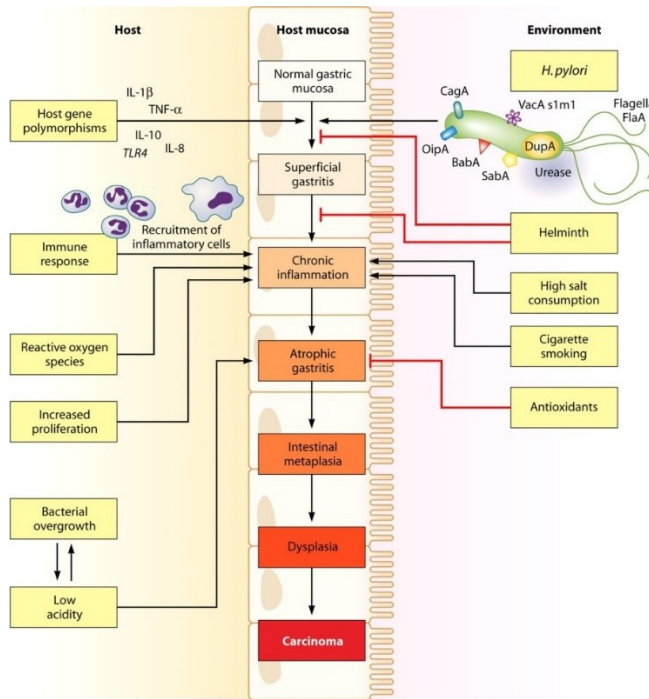 Host
Host mucosa
Environment
Normal gastric
mucosa
H. pylori
IL-1β
TNF-α
Host gene
polymorphisms
IL-10
TLR4
IL-8
CagA
VacA s1m1
Flagella
FlaA
OipA
BabA
SabA
DupA
Urease
Superficial
gastritis
Recruitment of
inflammatory cells
Helminth
Immune
response
Chronic
inflammation
High salt
consumption
Reactive oxygen
species
Atrophic
gastritis
Cigarette
smoking
Increased
proliferation
Antioxidants
Intestinal
metaplasia
Bacterial
overgrowth
Dysplasia
Low
acidity
Carcinoma